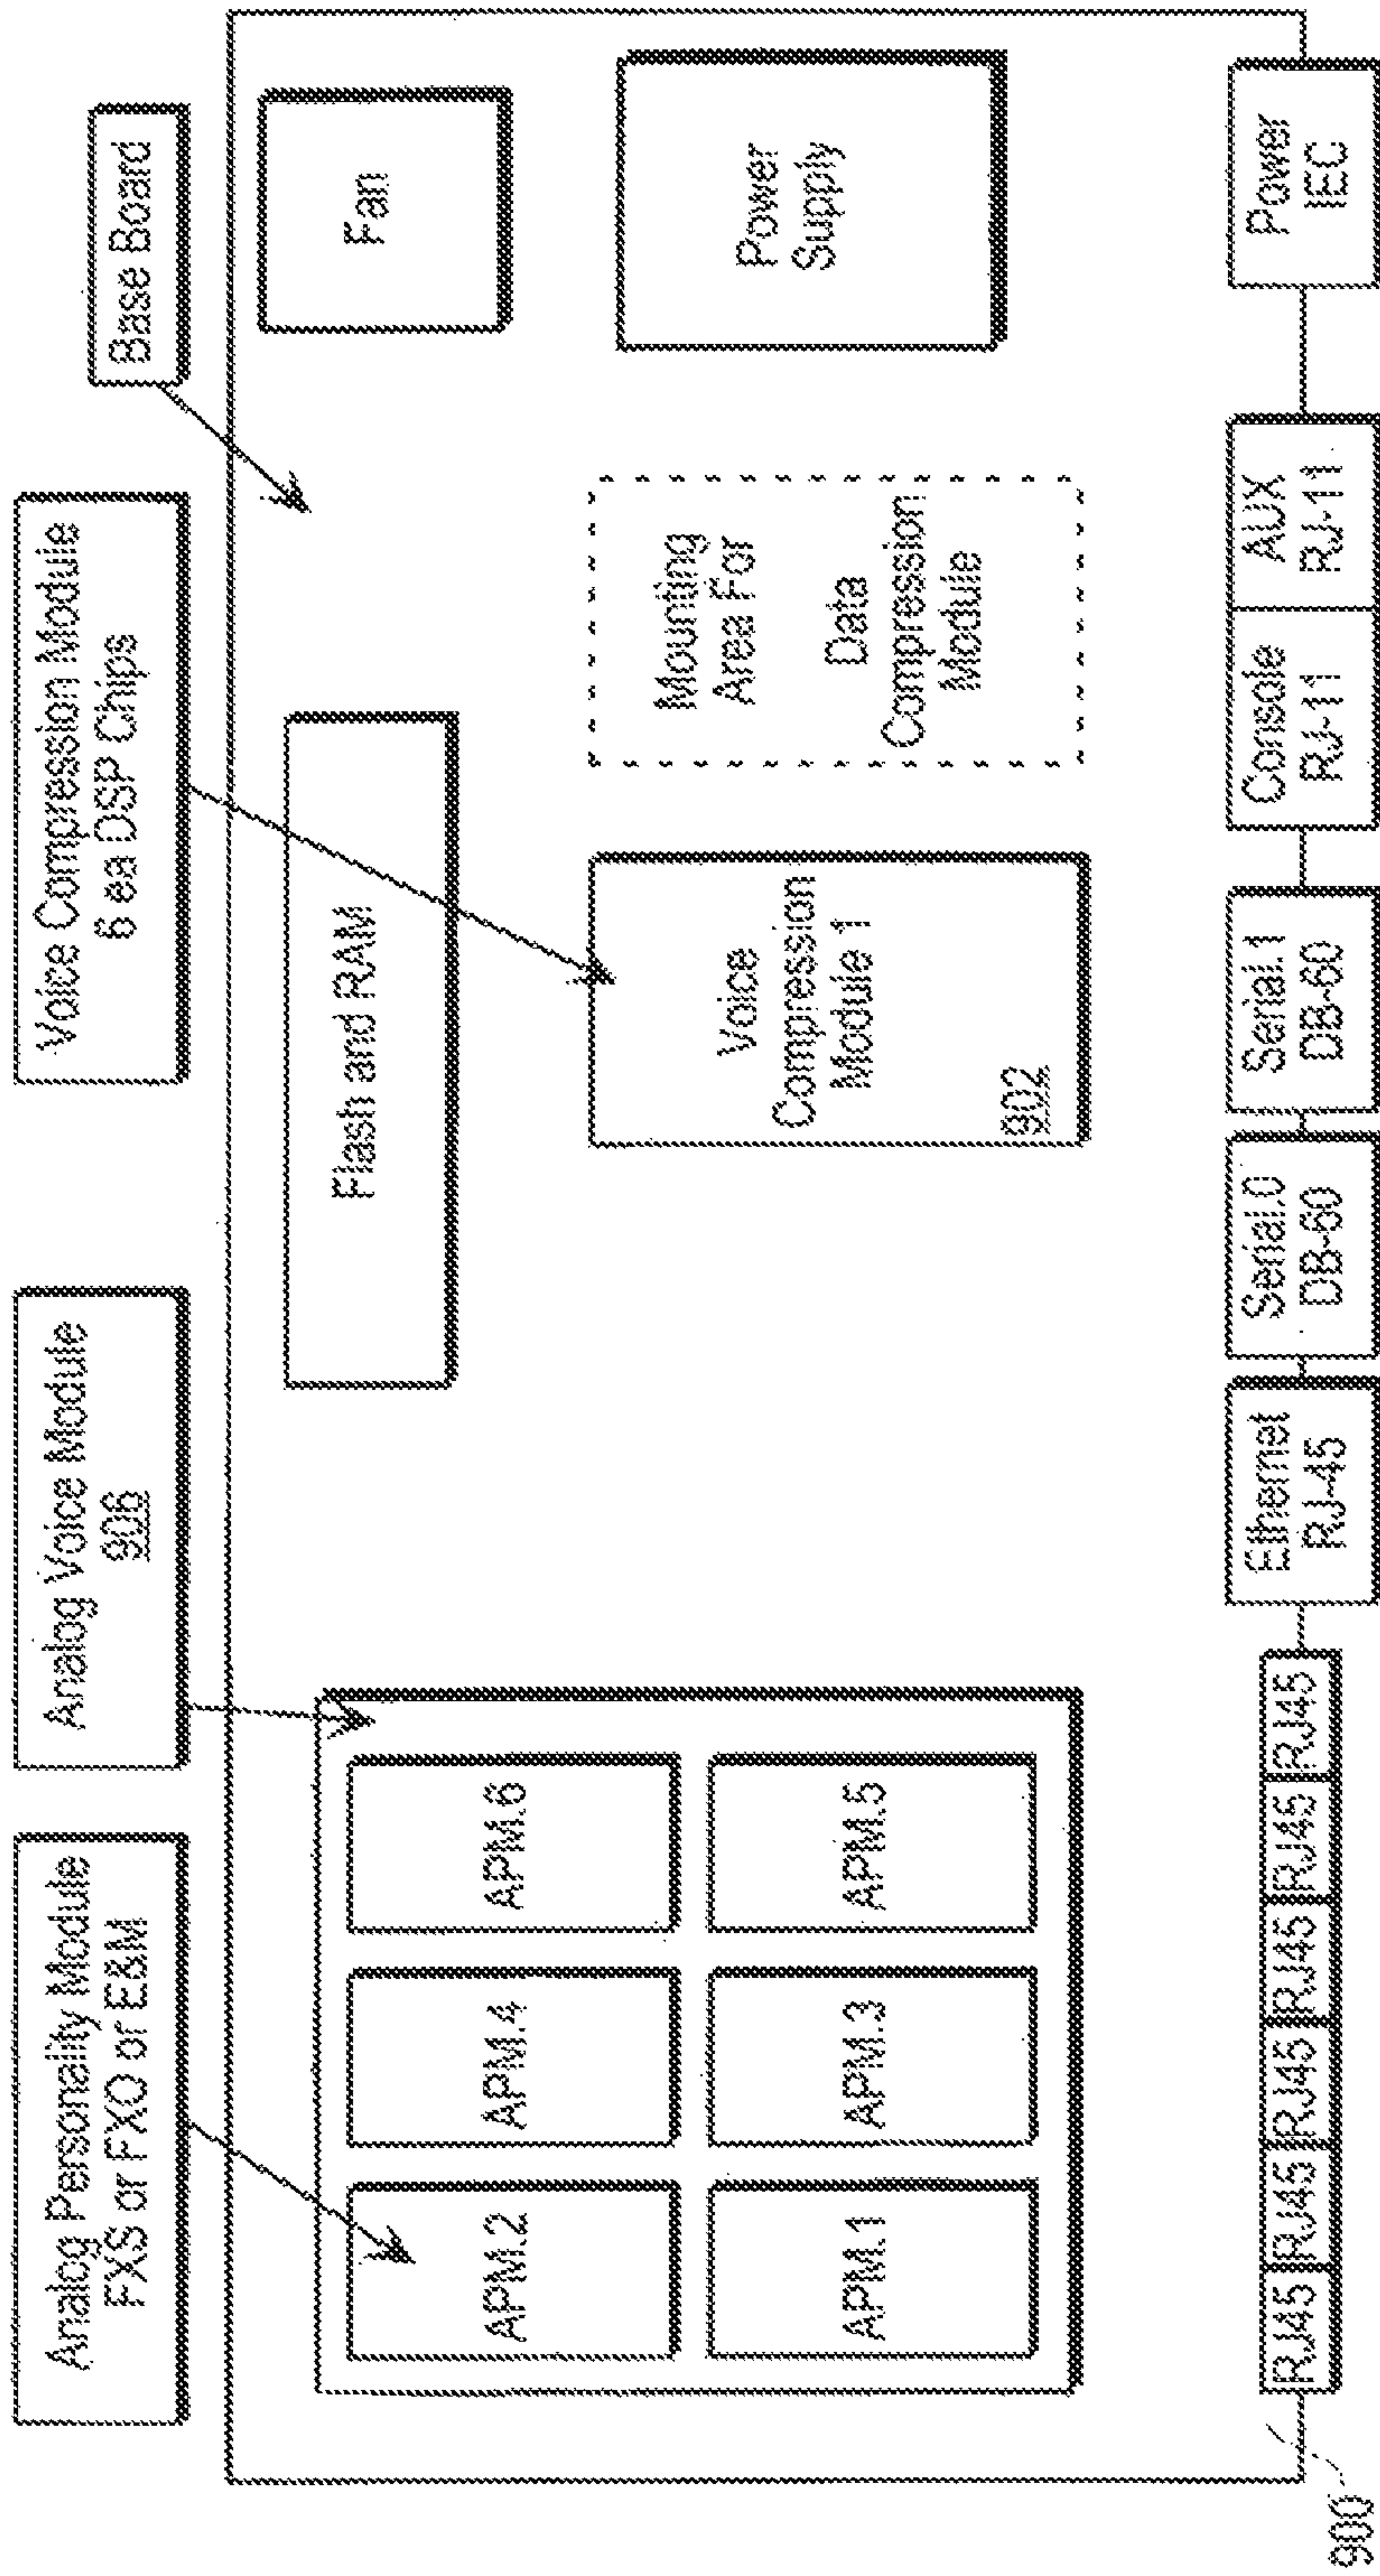 Analog Personality Module
FXS or FXO or E&M
Analog Voice Module
906
Voice Compression Module
6 ea DSP Chips
Base Board
APM.2
APM.4
APM.6
APM.1
APM.3
APM.5
Flash and RAM
Voice
Compression
Module 1
902
Mounting
Area For
Data
Compression
Module
Fan
Power
Supply
RJ45
RJ45
RJ45
RJ45
RJ45
RJ45
Ethernet
RJ-45
Serial.0
DB-60
Serial.1
DB-60
Console
RJ-11
AUX
RJ-11
Power
IEC
900